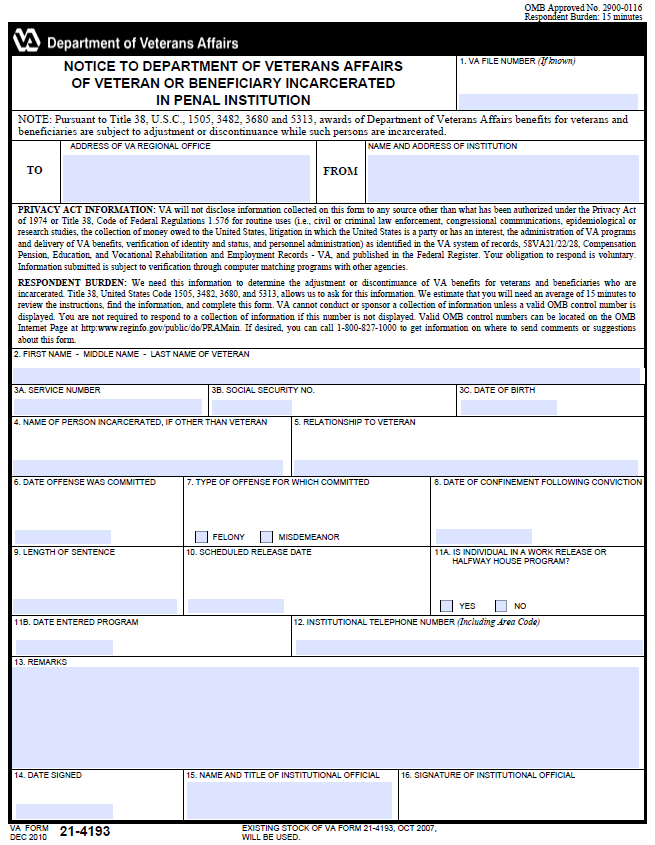 OMB Approved No. 2900-0116
Respondent Burden: 15 minutes
VA Department of Veterans Affairs
NOTICE TO DEPARTMENT OF VETERANS AFFAIRS
OF VETERAN OR BENEFICIARY INCARCERATED
IN PENAL INSTITUTION
1. VA FILE NUMBER (If known)
NOTE: Pursuant to Title 38, U.S.C., 1505, 3482, 3680 and 5313, awards of Department of Veterans Affairs benefits for veterans and
beneficiaries are subject to adjustment or discontinuance while such persons are incarcerated.
TO
ADDRESS OF VA REGIONAL OFFICE
FROM
NAME AND ADDRESS OF INSTITUTION
PRIVACY ACT INFORMATION: VA will not disclose information collected on this form to any source other than what has been authorized under the Privacy Act
of 1974 or Title 38, Code of Federal Regulations 1.576 for routine uses (i.e., civil or criminal law enforcement, congressional communications, epidemiological or
research studies, the collection of money owed to the United States, litigation in which the United States is a party or has an interest, the administration of VA programs
and delivery of VA benefits, verification of identity and status, and personnel administration) as identified in the VA system of records, 58VA21/22/28, Compensation
Pension, Education, and Vocational Rehabilitation and Employment Records - VA, and published in the Federal Register. Your obligation to respond is voluntary.
Information submitted is subject to verification through computer matching programs with other agencies.
RESPONDENT BURDEN: We need this information to determine the adjustment or discontinuance of VA benefits for veterans and beneficiaries who are
incarcerated. Title 38, United States Code 1505, 3482, 3680, and 5313, allows us to ask for this information. We estimate that you will need an average of 15 minutes to
review the instructions, find the information, and complete this form. VA cannot conduct or sponsor a collection of information unless a valid OMB control number is
displayed. You are not required to respond to a collection of information if this number is not displayed. Valid OMB control numbers can be located on the OMB
Internet Page at http:www.reginfo.gov/public/do/PRAMain. If desired, you can call 1-800-827-1000 to get information on where to send comments or suggestions
about this form.
2. FIRST NAME - MIDDLE NAME - LAST NAME OF VETERAN
3A. SERVICE NUMBER
3B. SOCIAL SECURITY NO.
3C. DATE OF BIRTH
4. NAME OF PERSON INCARCERATED, IF OTHER THAN VETERAN
5. RELATIONSHIP TO VETERAN
6. DATE OFFENSE WAS COMMITTED
7. TYPE OF OFFENSE FOR WHICH COMMITTED
FELONY
MISDEMEANOR
8. DATE OF CONFINEMENT FOLLOWING CONVICTION
9. LENGTH OF SENTENCE
10. SCHEDULED RELEASE DATE
11A. IS INDIVIDUAL IN A WORK RELEASE OR
HALFWAY HOUSE PROGRAM?
YES
NO
11B. DATE ENTERED PROGRAM
12. INSTITUTIONAL TELEPHONE NUMBER (Including Area Code)
13. REMARKS
14. DATE SIGNED
15. NAME AND TITLE OF INSTITUTIONAL OFFICIAL
16. SIGNATURE OF INSTITUTIONAL OFFICIAL
VA FORM
DEC 2010
21-4193
EXISTING STOCK OF VA FORM 21-4193, OCT 2007,
WILL BE USED.